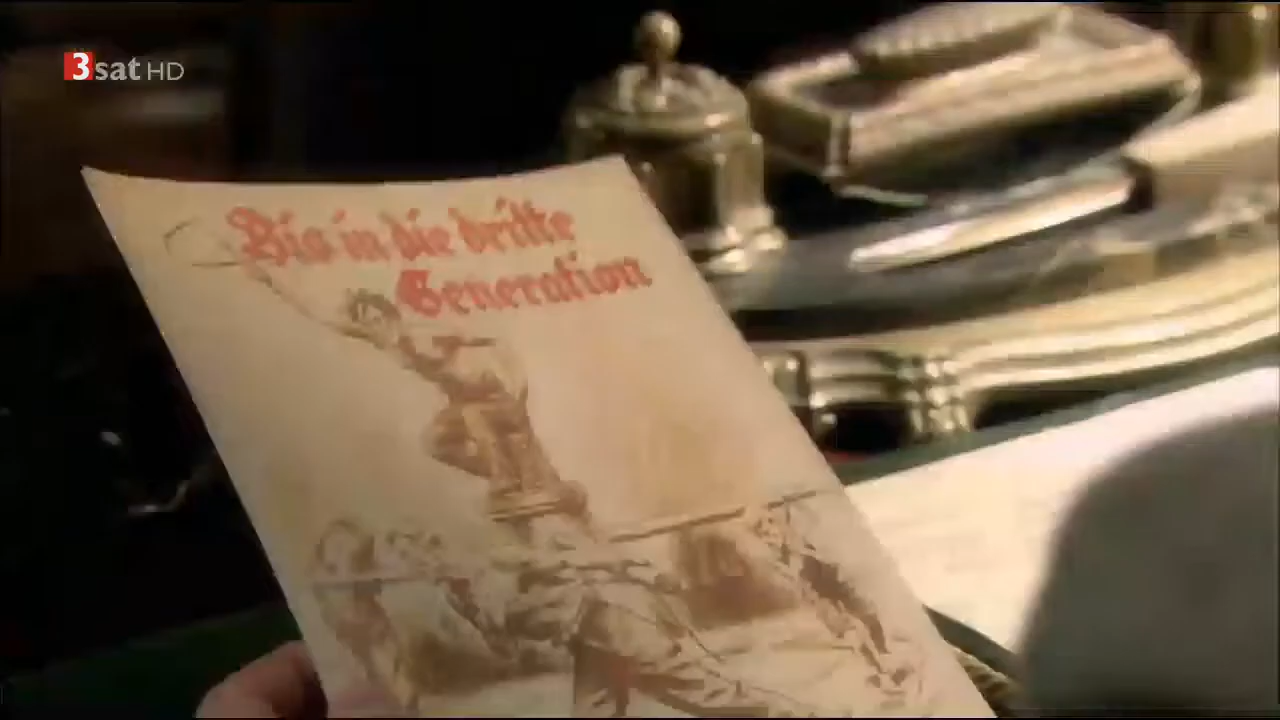 3sat HD
Bis in die dritte
Generation